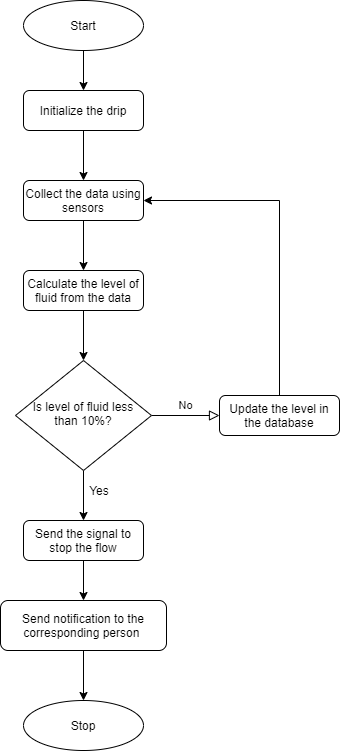 Start
Initialize the drip
Collect the data using
sensors
Calculate the level of
fluid from the data
Is level of fluid less
than 10%?
No
Update the level in
the database
Yes
Send the signal to
stop the flow
Send notification to the
corresponding person
Stop